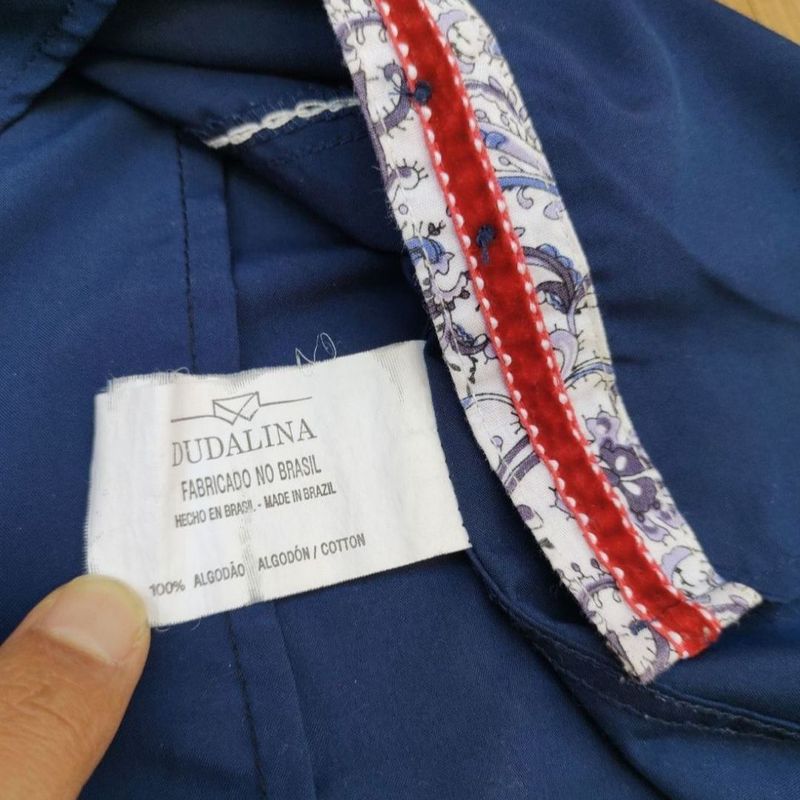 DUDALINA
FABRICADO NO BRASIL
HECHO EN BRASIL - MADE IN BRAZIL
100% ALGODÃO ALGODÓN / COTTON